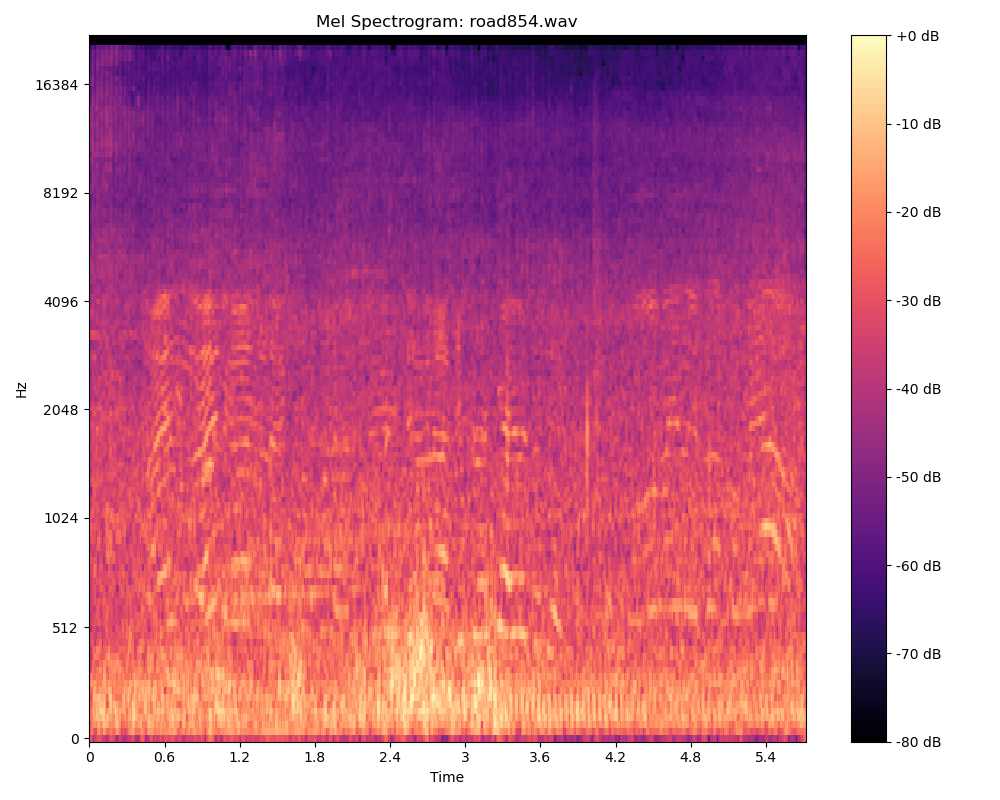 Mel Spectrogram: road854.wav
+0 dB
16384
-10 dB
8192
-20 dB
4096
-30 dB
Hz
2048
-40 dB
1024
-50 dB
512
-60 dB
-70 dB
0
-80 dB
0 0.6 1.2 1.8 2.4 3 3.6 4.2 4.8 5.4
Time